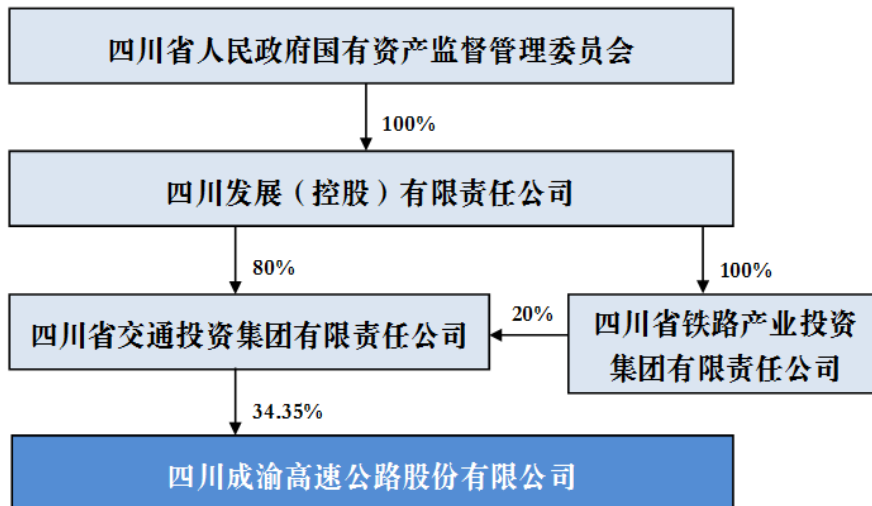 四川省人民政府国有资产监督管理委员会
100%
四川发展（控股）有限责任公司
80%
100%
四川省交通投资集团有限责任公司
20%
四川省铁路产业投资
集团有限责任公司
34.35%
四川成渝高速公路股份有限公司